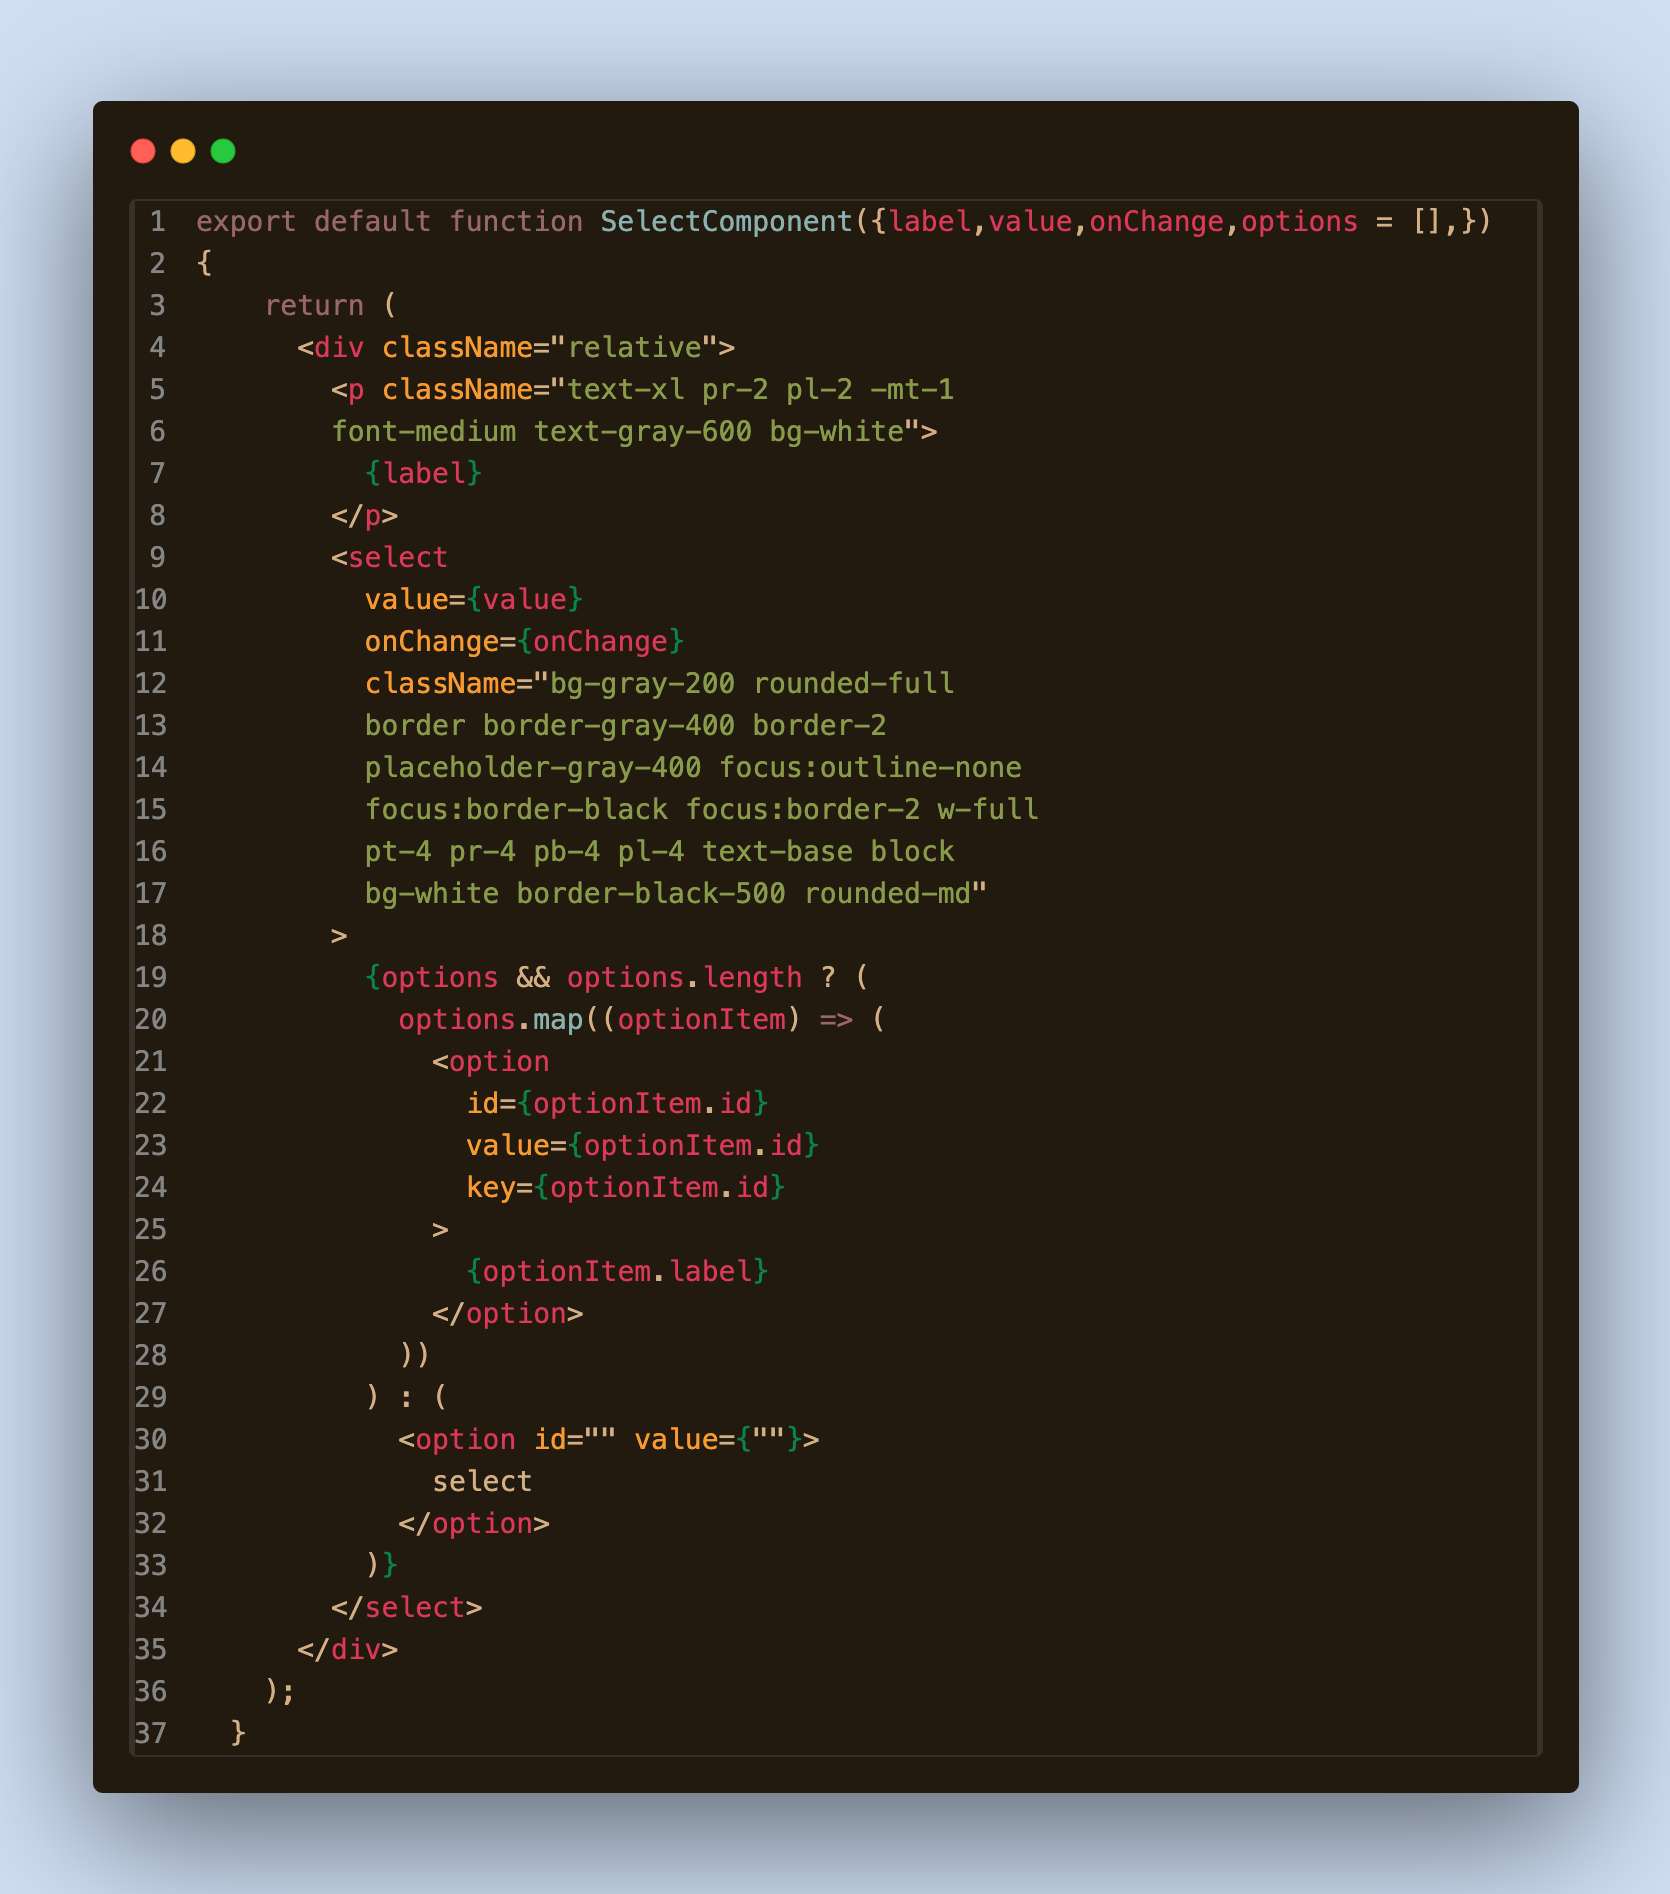 1 export default function SelectComponent({label,value,onChange,options = [],})
2 {
3     return (
4       <div className="relative">
5         <p className="text-xl pr-2 pl-2 -mt-1
6         font-medium text-gray-600 bg-white">
7           {label}
8         </p>
9         <select
10           value={value}
11           onChange={onChange}
12           className="bg-gray-200 rounded-full
13           border border-gray-400 border-2
14           placeholder-gray-400 focus:outline-none
15           focus:border-black focus:border-2 w-full
16           pt-4 pr-4 pb-4 pl-4 text-base block
17           bg-white border-black-500 rounded-md"
18         >
19           {options && options.length ? (
20             options.map((optionItem) => (
21               <option
22                 id={optionItem.id}
23                 value={optionItem.id}
24                 key={optionItem.id}
25               >
26                 {optionItem.label}
27               </option>
28             ))
29           ) : (
30             <option id="" value={""}>
31               select
32             </option>
33           )}
34         </select>
35       </div>
36     );
37   }